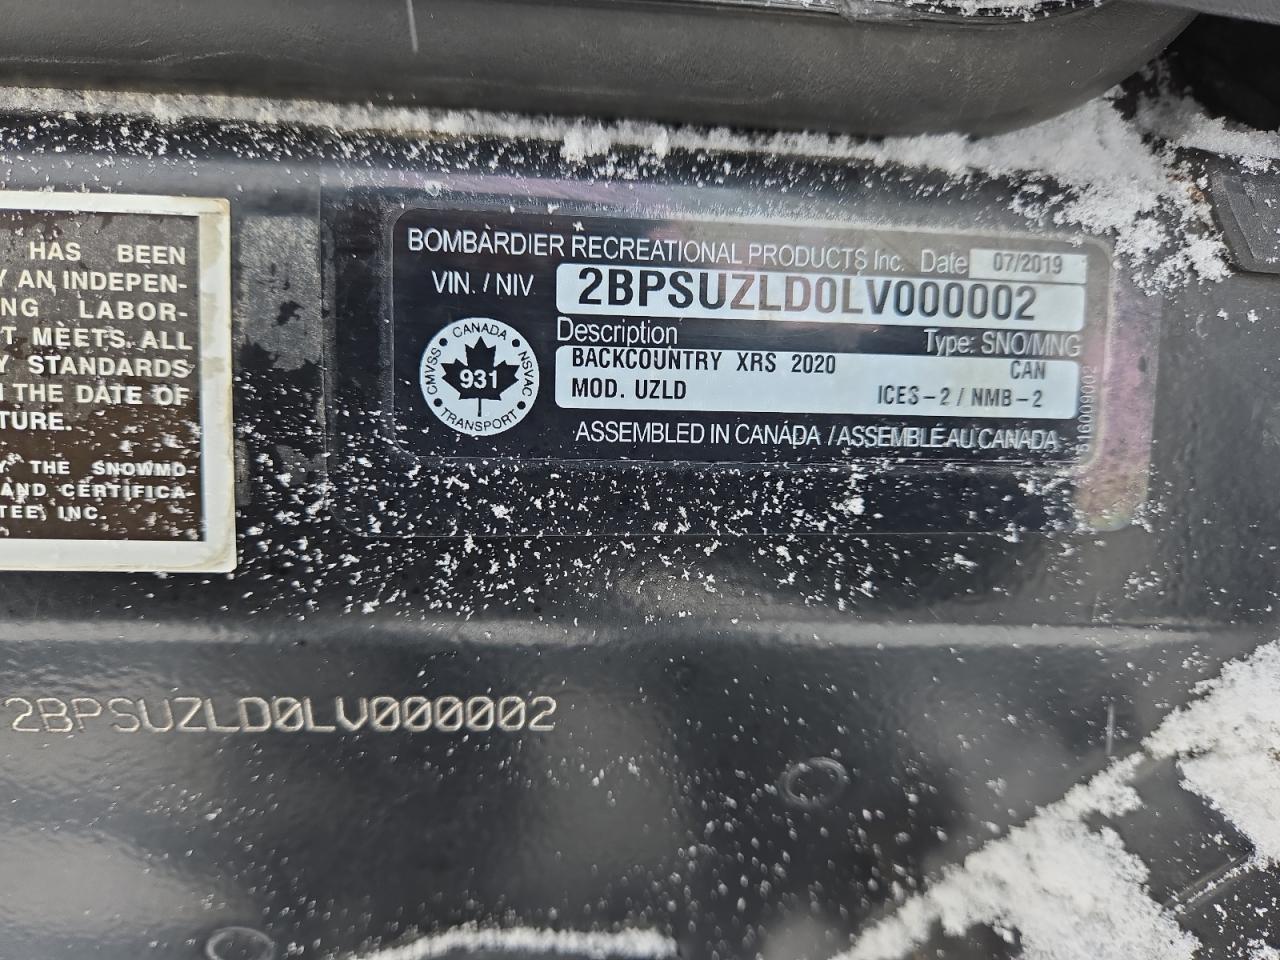 HAS BEEN
Y AN INDEPEN-
NG LABOR-
T MEETS ALL
Y STANDARDS
N THE DATE OF
TURE.
Y THE SNOWMO-
AND CERTIFICA-
TEE, INC.
BOMBARDIER RECREATIONAL PRODUCTS Inc. Date 07/2019
VIN. / NIV. 2BPSUZLD0LV000002
Description Type: SNO/MNG
BACKCOUNTRY XRS 2020 CAN
MOD. UZLD ICES-2 / NMB-2
CANADA
CMVSS • NSVAC
931
TRANSPORT
ASSEMBLED IN CANADA / ASSEMBLÉ AU CANADA
516009002
2BPSUZLD0LV000002